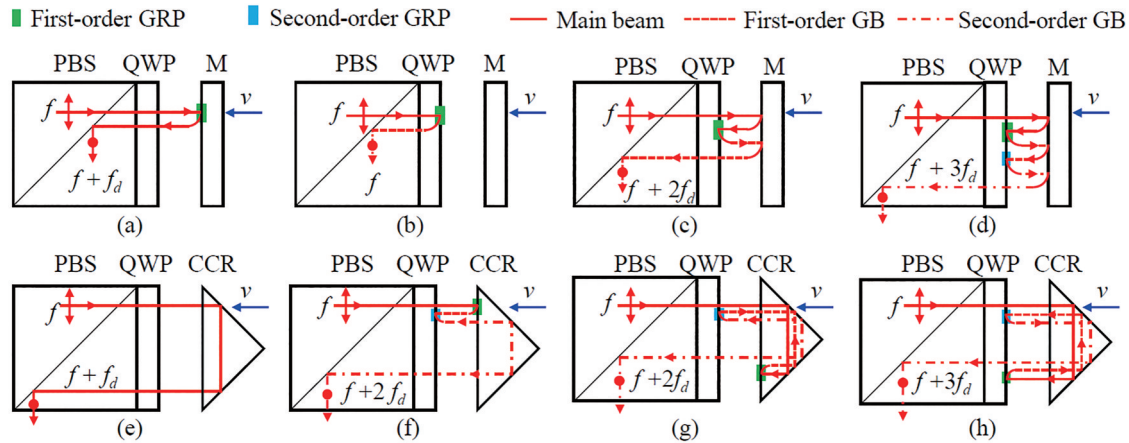 First-order GRP Second-order GRP Main beam First-order GB Second-order GB
PBS QWP M PBS QWP M PBS QWP M PBS QWP M
f v f v f v f v
f + f_d f f + 2f_d f + 3f_d
(a) (b) (c) (d)
PBS QWP CCR PBS QWP CCR PBS QWP CCR PBS QWP CCR
f v f v f v f v
f + f_d f + 2f_d f + 2f_d f + 3f_d
(e) (f) (g) (h)